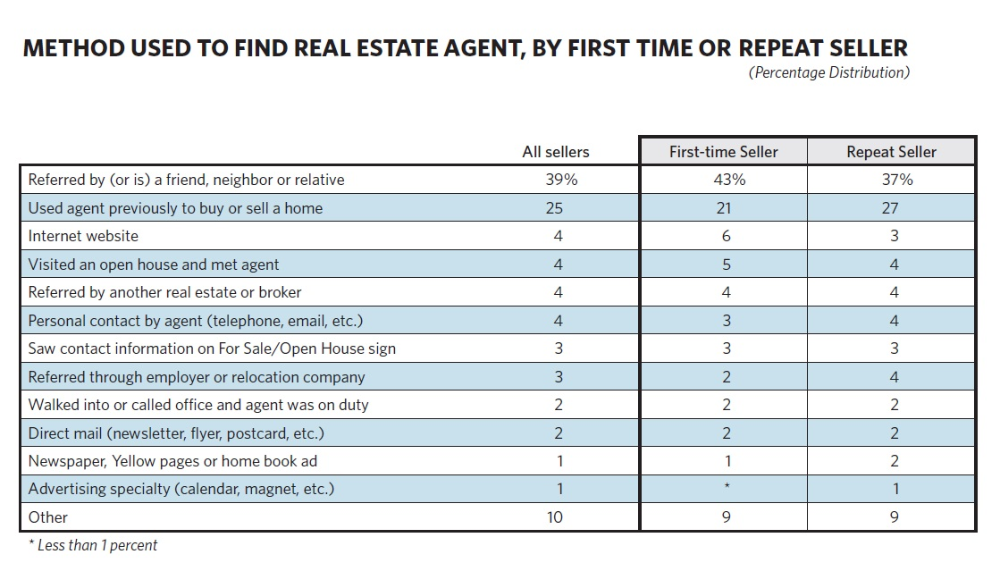 METHOD USED TO FIND REAL ESTATE AGENT, BY FIRST TIME OR REPEAT SELLER
(Percentage Distribution)
All sellers First-time Seller Repeat Seller
Referred by (or is) a friend, neighbor or relative 39% 43% 37%
Used agent previously to buy or sell a home 25 21 27
Internet website 4 6 3
Visited an open house and met agent 4 5 4
Referred by another real estate or broker 4 4 4
Personal contact by agent (telephone, email, etc.) 4 3 4
Saw contact information on For Sale/Open House sign 3 3 3
Referred through employer or relocation company 3 2 4
Walked into or called office and agent was on duty 2 2 2
Direct mail (newsletter, flyer, postcard, etc.) 2 2 2
Newspaper, Yellow pages or home book ad 1 1 2
Advertising specialty (calendar, magnet, etc.) 1 * 1
Other 10 9 9
* Less than 1 percent